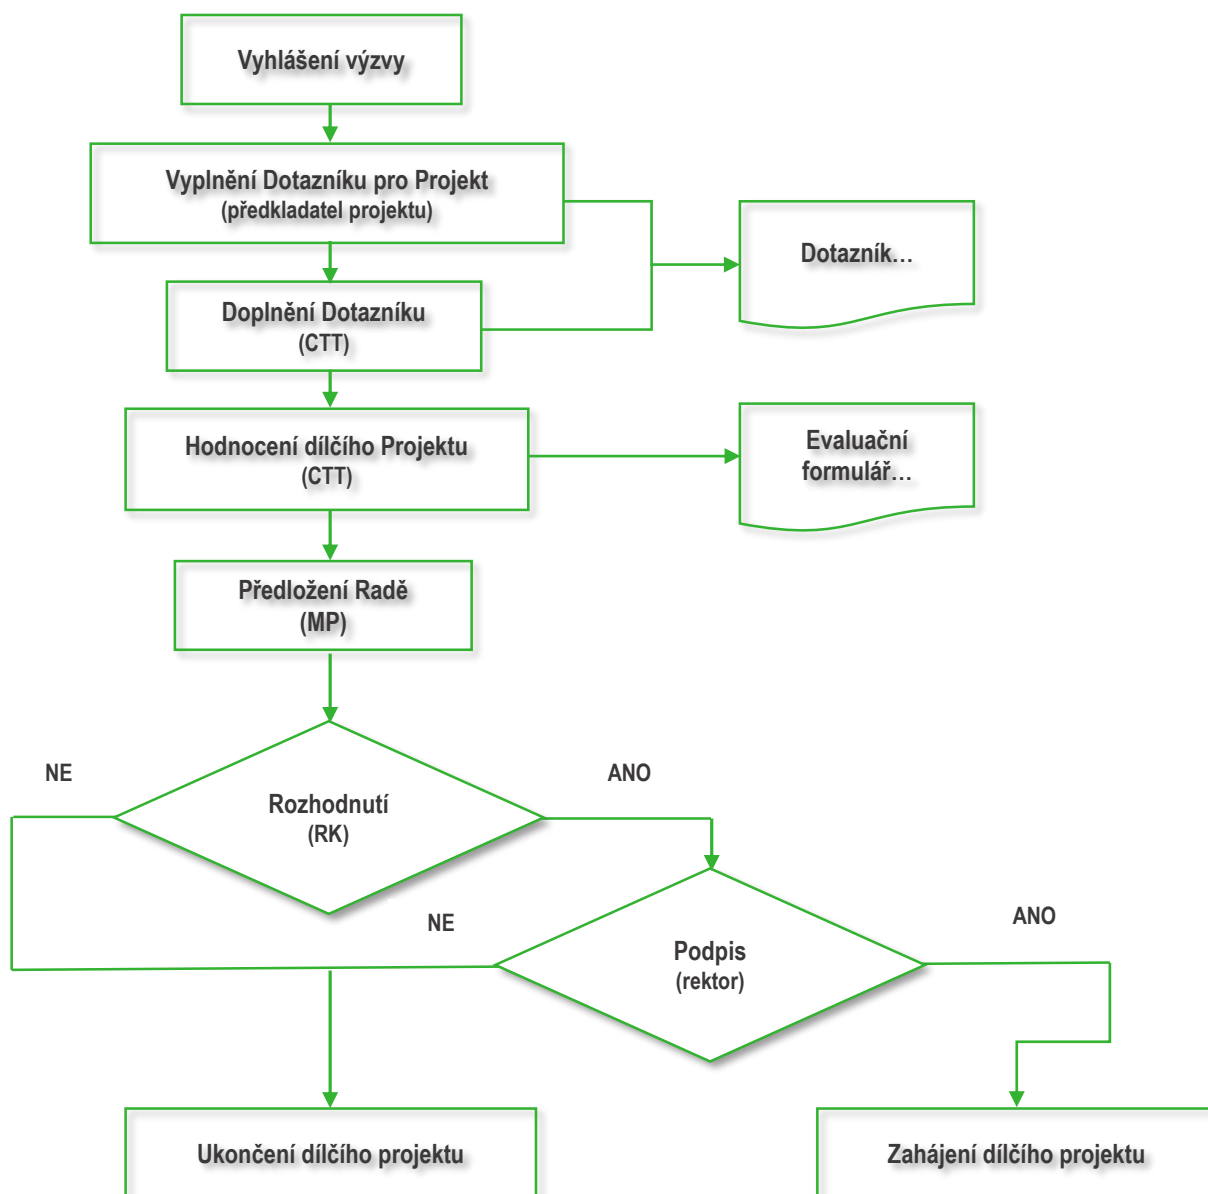 Vyhlášení výzvy
Vyplnění Dotazníku pro Projekt
(předkladatel projektu)
Dotazník…
Doplnění Dotazníku
(CTT)
Hodnocení dílčího Projektu
(CTT)
Evaluační
formulář…
Předložení Radě
(MP)
NE
ANO
Rozhodnutí
(RK)
NE
ANO
Podpis
(rektor)
Ukončení dílčího projektu
Zahájení dílčího projektu